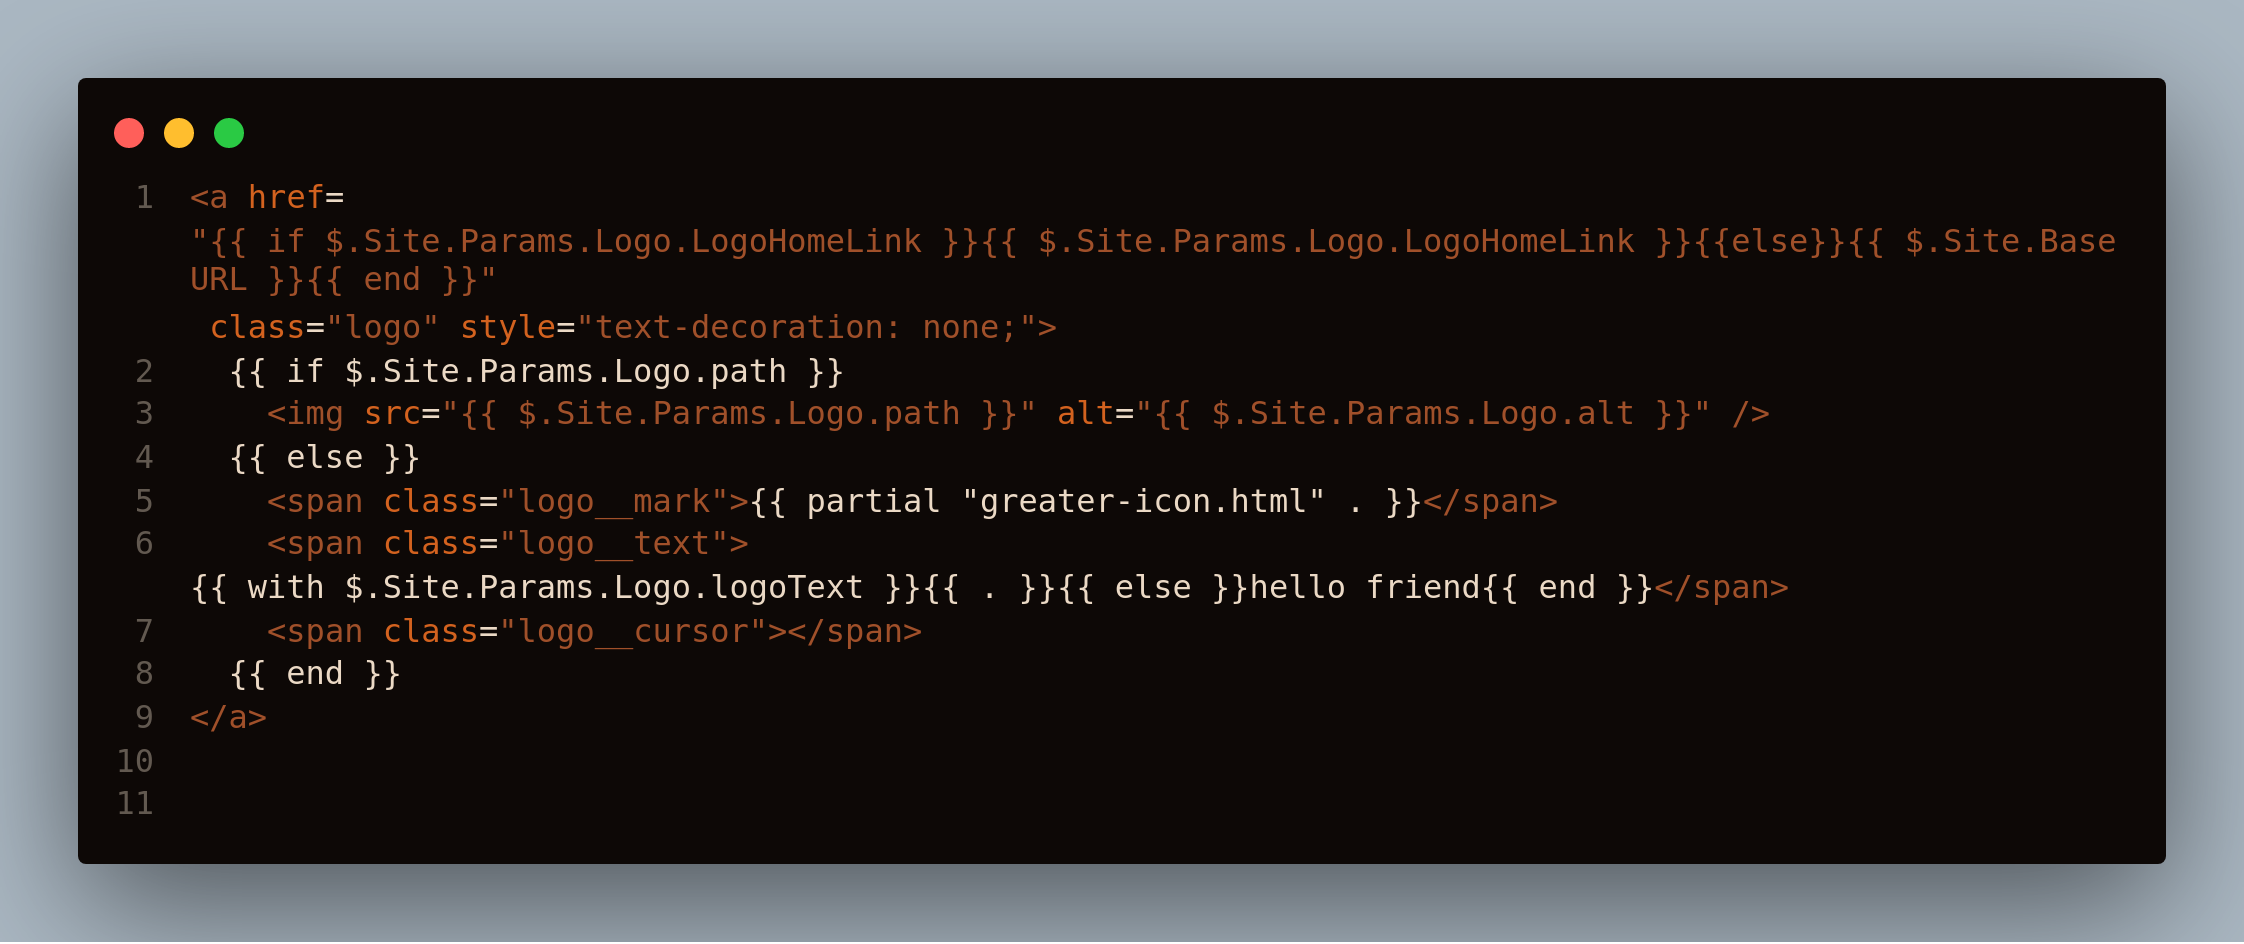 1 <a href=
"{{ if $.Site.Params.Logo.LogoHomeLink }}{{ $.Site.Params.Logo.LogoHomeLink }}{{else}}{{ $.Site.Base
URL }}{{ end }}"
 class="logo" style="text-decoration: none;">
2   {{ if $.Site.Params.Logo.path }}
3     <img src="{{ $.Site.Params.Logo.path }}" alt="{{ $.Site.Params.Logo.alt }}" />
4   {{ else }}
5     <span class="logo__mark">{{ partial "greater-icon.html" . }}</span>
6     <span class="logo__text">
{{ with $.Site.Params.Logo.logoText }}{{ . }}{{ else }}hello friend{{ end }}</span>
7     <span class="logo__cursor"></span>
8   {{ end }}
9 </a>
10
11